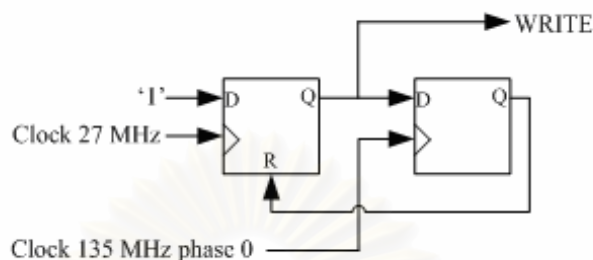 WRITE
'1' D Q D Q
Clock 27 MHz
R
Clock 135 MHz phase 0